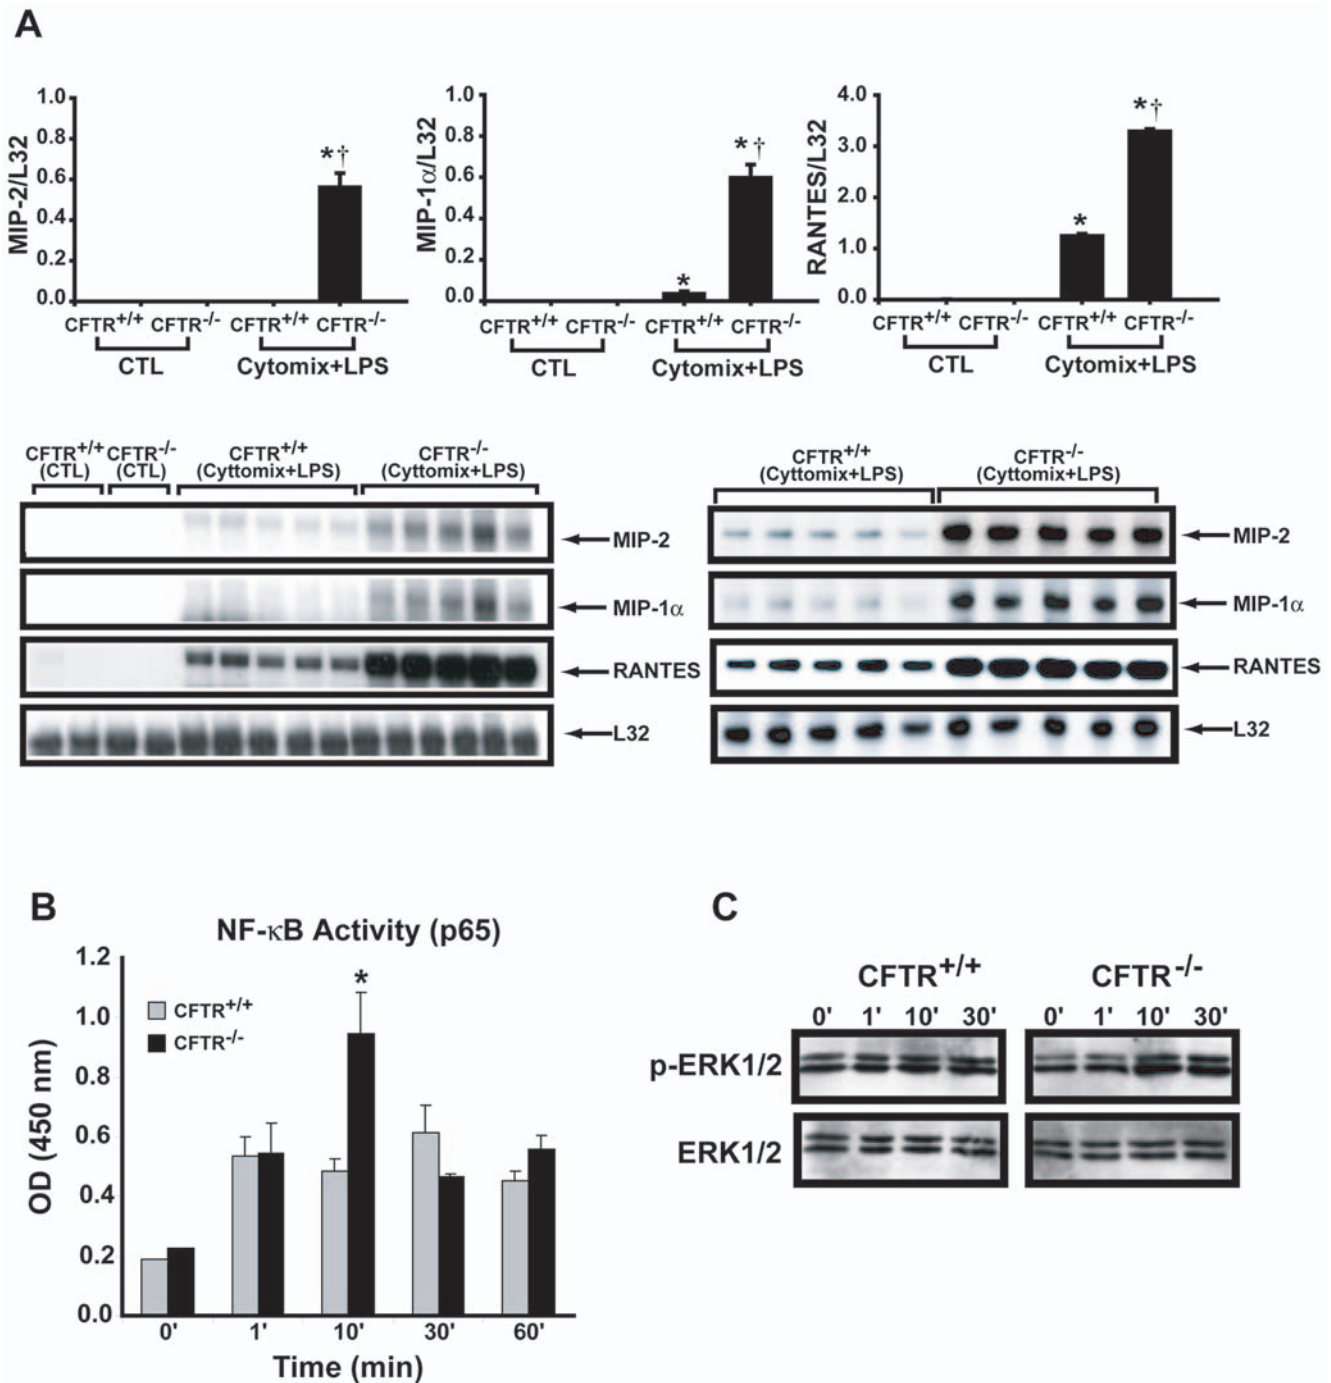 A
MIP-2/L32
1.0
0.8
0.6
0.4
0.2
0.0
*†
CFTR+/+ CFTR-/- CFTR+/+ CFTR-/-
CTL Cytomix+LPS
MIP-1α/L32
1.0
0.8
0.6
0.4
0.2
0.0
*
*†
CFTR+/+ CFTR-/- CFTR+/+ CFTR-/-
CTL Cytomix+LPS
RANTES/L32
4.0
3.0
2.0
1.0
0.0
*
*†
CFTR+/+ CFTR-/- CFTR+/+ CFTR-/-
CTL Cytomix+LPS
CFTR+/+ CFTR-/- CFTR+/+ CFTR-/-
(CTL) (CTL) (Cyttomix+LPS) (Cyttomix+LPS)
MIP-2
MIP-1α
RANTES
L32
CFTR+/+ CFTR-/-
(Cyttomix+LPS) (Cyttomix+LPS)
MIP-2
MIP-1α
RANTES
L32
B
NF-κB Activity (p65)
OD (450 nm)
1.2
1.0
0.8
0.6
0.4
0.2
0.0
CFTR+/+
CFTR-/-
*
0' 1' 10' 30' 60'
Time (min)
C
CFTR+/+ CFTR-/-
0' 1' 10' 30' 0' 1' 10' 30'
p-ERK1/2
ERK1/2